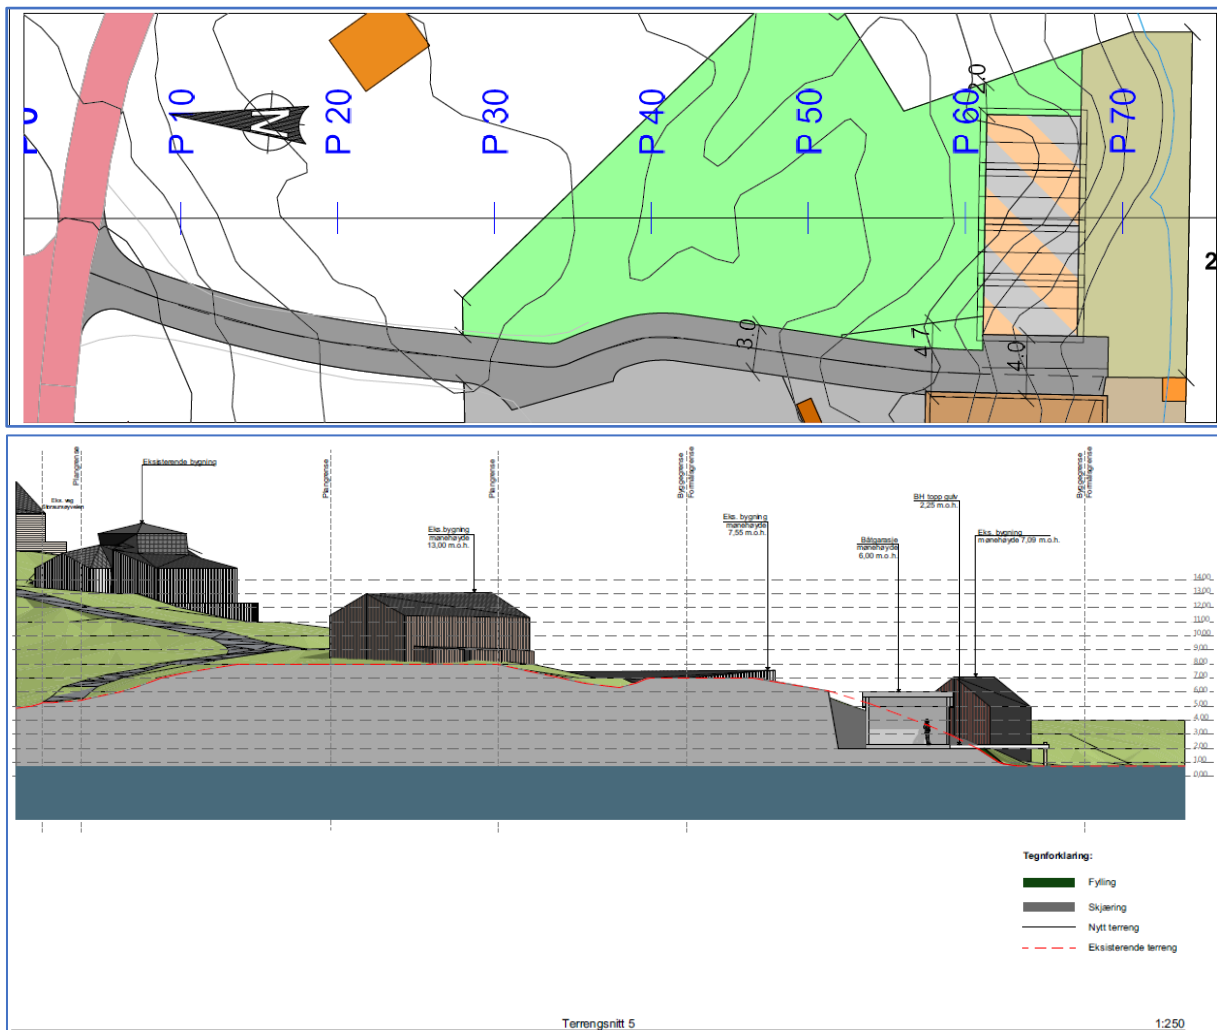 P 10
P 20
P 30
P 40
P 50
P 60
P 70
N
2.0
3.0
4.7
4.0
2
Plangrense
Eksisterende bygning
Plangrense
Plangrense
Byggegrense
Formålsgrense
Byggegrense
Formålsgrense
Eks. veg
Eks.bygning
mønehøyde
13,00 m.o.h.
Eks. bygning
mønehøyde
7,55 m.o.h.
BH topp gulv
2,25 m.o.h.
Båtgarasje
mønehøyde
6,00 m.o.h.
Eks. bygning
mønehøyde 7,09 m.o.h.
14,00
13,00
12,00
11,00
10,00
9,00
8,00
7,00
6,00
5,00
4,00
3,00
2,00
1,00
0,00
Tegnforklaring:
Fylling
Skjæring
Nytt terreng
Eksisterende terreng
Terrengsnitt 5
1:250